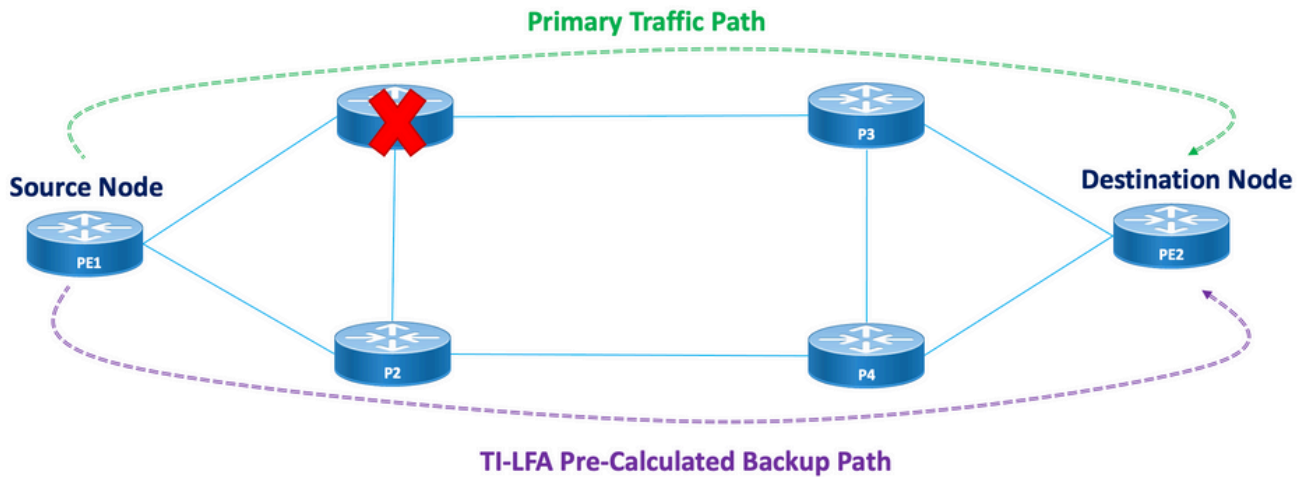 Primary Traffic Path
P3
Source Node
Destination Node
PE1
PE2
P2
P4
TI-LFA Pre-Calculated Backup Path